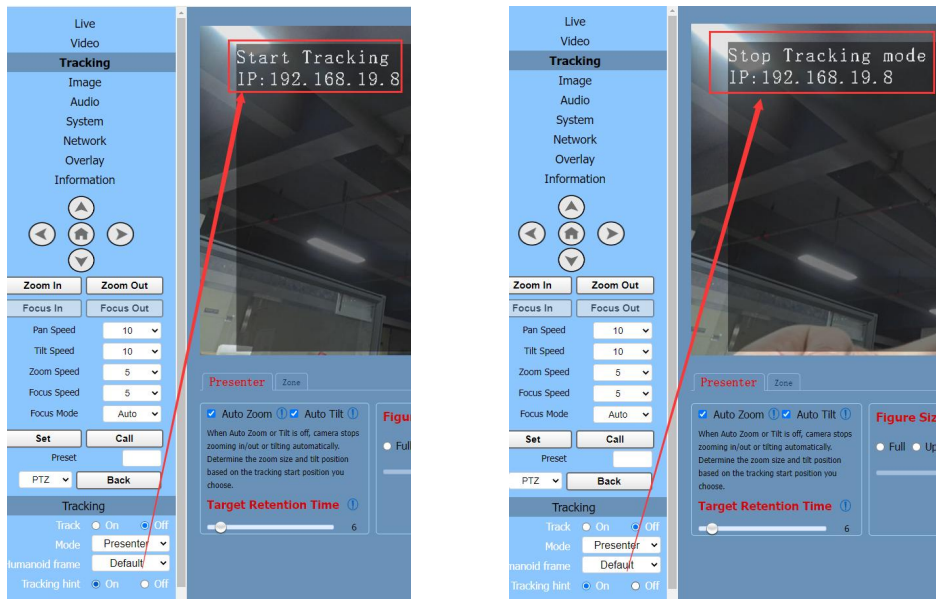 Live
Video
Tracking
Image
Audio
System
Network
Overlay
Information
Zoom In Zoom Out
Focus In Focus Out
Pan Speed 10
Tilt Speed 10
Zoom Speed 5
Focus Speed 5
Focus Mode Auto
Set Call
Preset
PTZ Back
Tracking
Track On Off
Mode Presenter
umanoid frame Default
Tracking hint On Off
Start Tracking
IP:192.168.19.8
Presenter Zone
Auto Zoom Auto Tilt
When Auto Zoom or Tilt is off, camera stops
zooming in/out or tilting automatically.
Determine the zoom size and tilt position
based on the tracking start position you
choose.
Target Retention Time
6
Figu
Ful
Live
Video
Tracking
Image
Audio
System
Network
Overlay
Information
Zoom In Zoom Out
Focus In Focus Out
Pan Speed 10
Tilt Speed 10
Zoom Speed 5
Focus Speed 5
Focus Mode Auto
Set Call
Preset
PTZ Back
Tracking
Track On Off
Mode Presenter
manoid frame Default
Tracking hint On Off
Stop Tracking mode
IP:192.168.19.8
Presenter Zone
Auto Zoom Auto Tilt
When Auto Zoom or Tilt is off, camera stops
zooming in/out or tilting automatically.
Determine the zoom size and tilt position
based on the tracking start position you
choose.
Target Retention Time
6
Figure Siz
Full Up